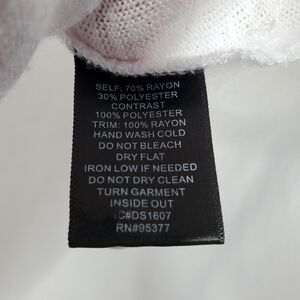 SELF: 70% RAYON
30% POLYESTER
CONTRAST
100% POLYESTER
TRIM: 100% RAYON
HAND WASH COLD
DO NOT BLEACH
DRY FLAT
IRON LOW IF NEEDED
DO NOT DRY CLEAN
TURN GARMENT
INSIDE OUT
C#DS1607
RN#95377